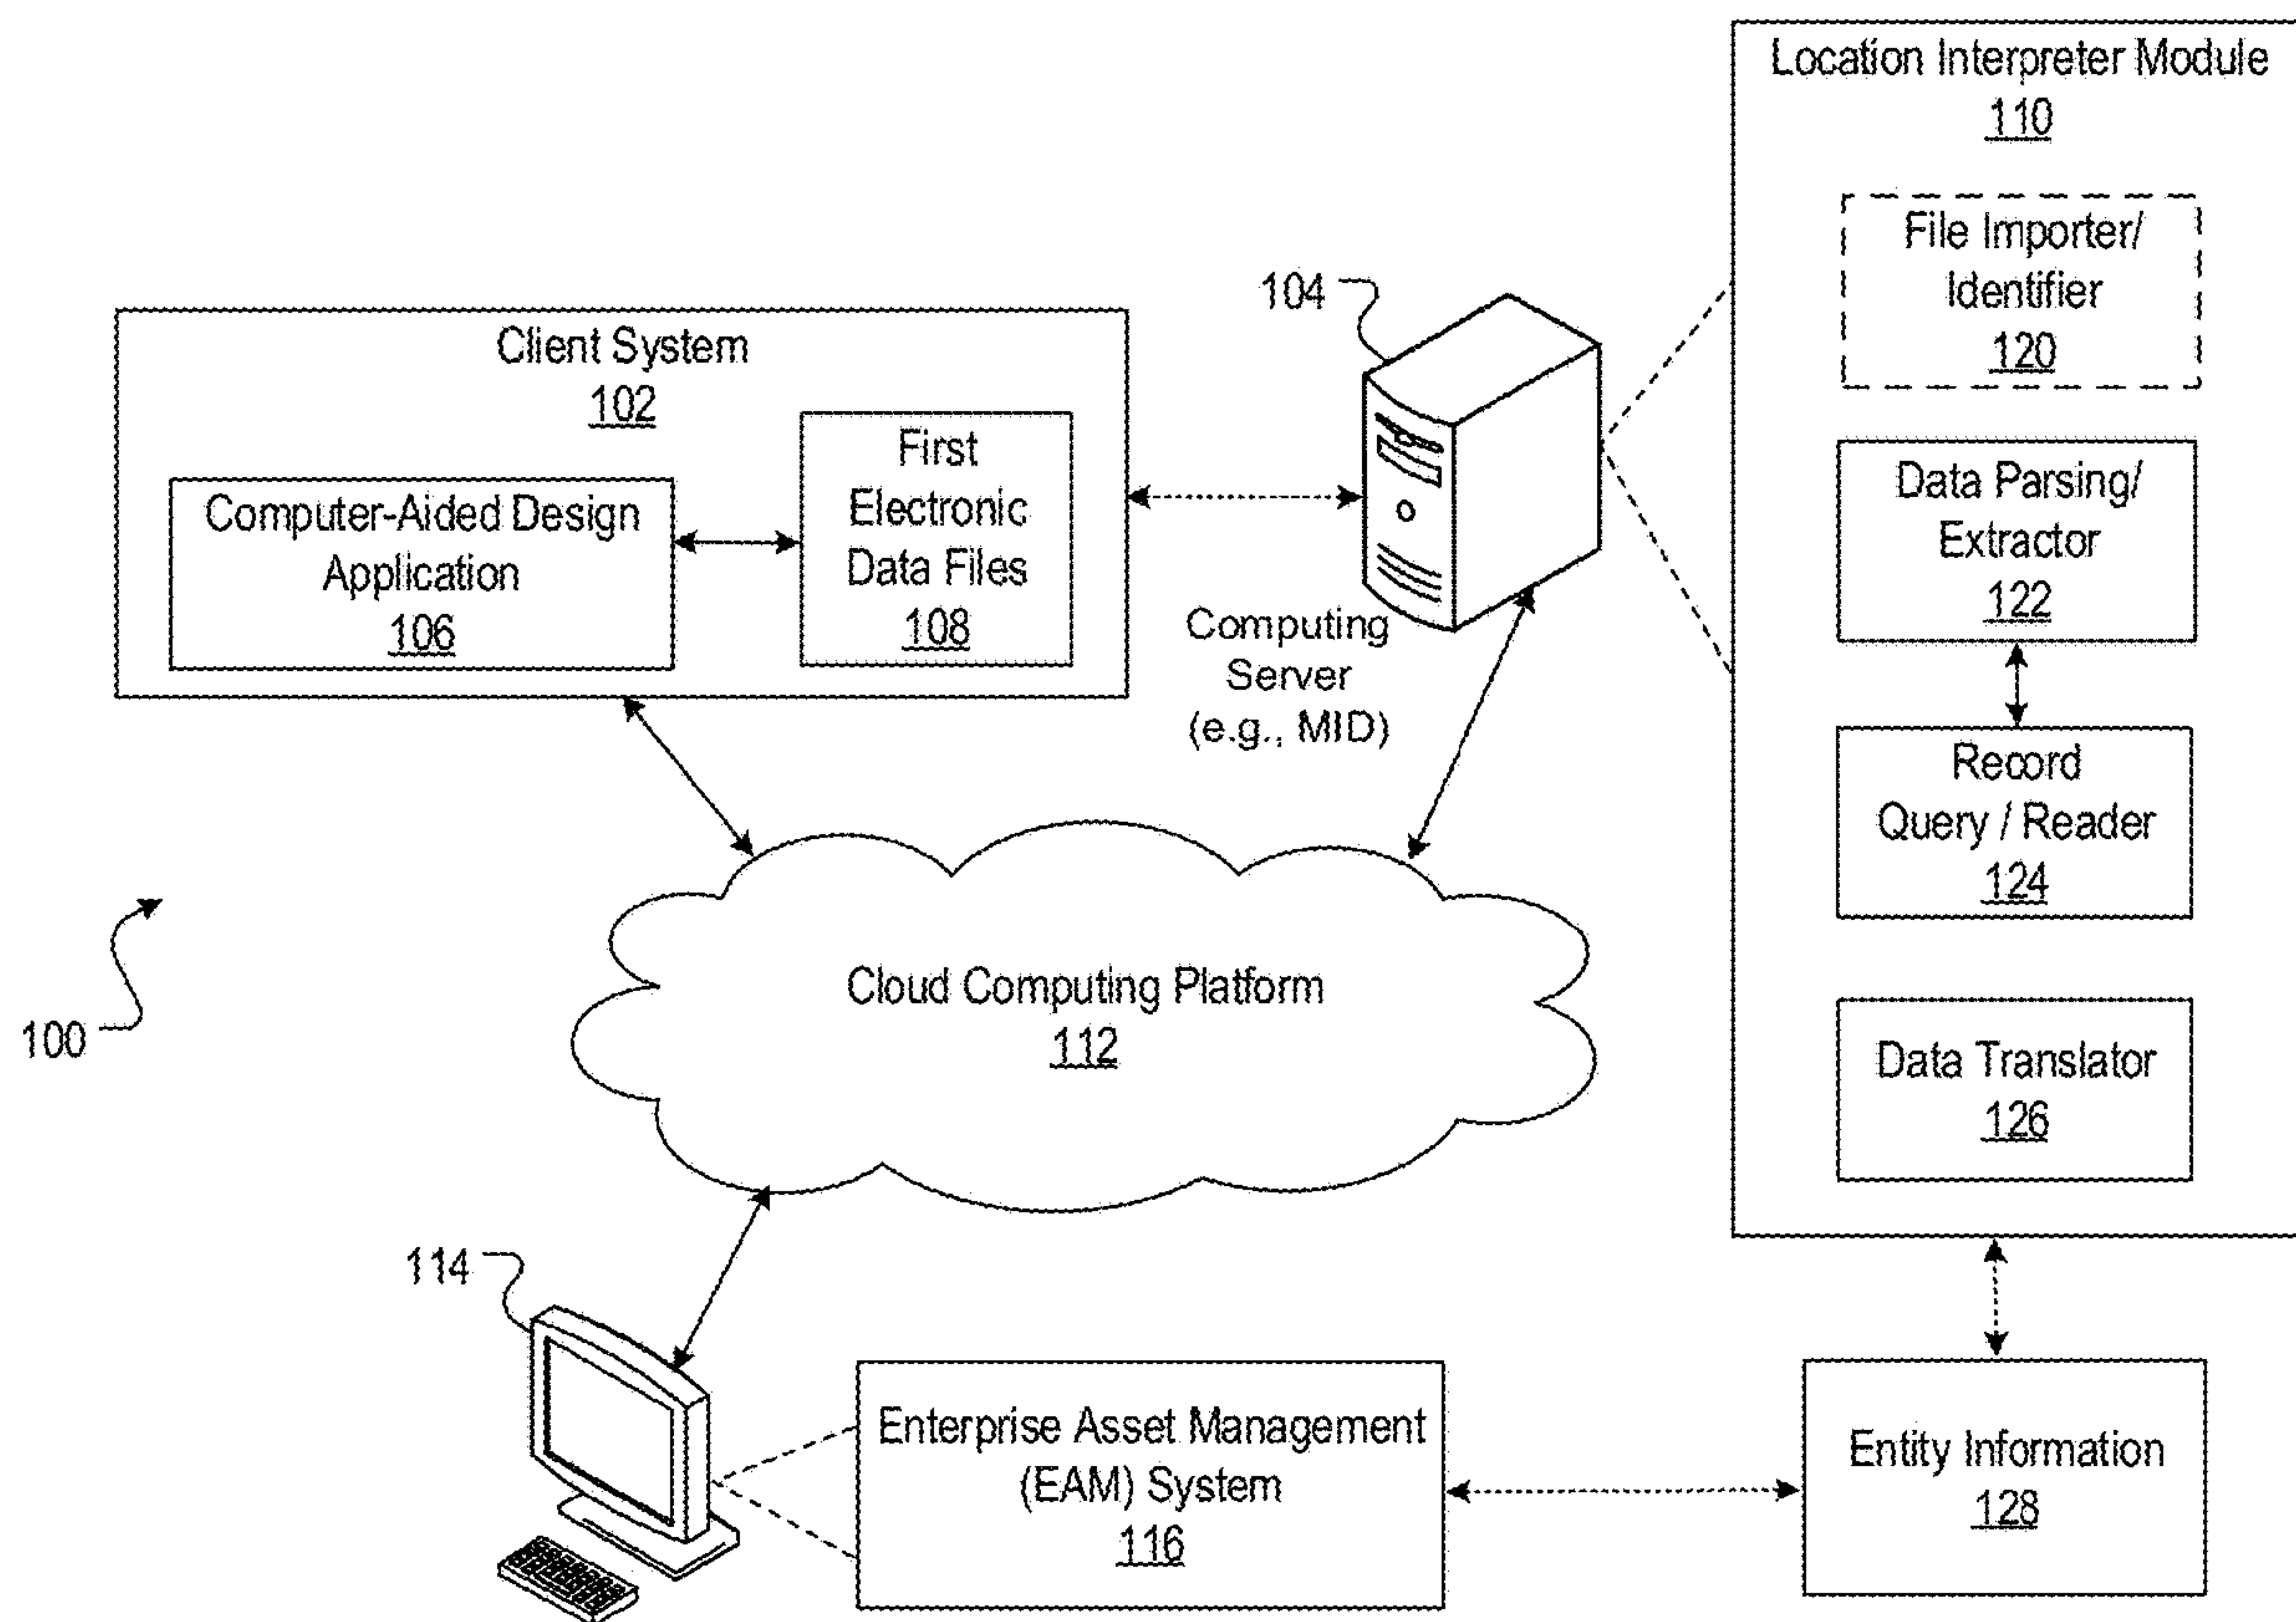 Location Interpreter Module
110
File Importer/
Identifier
120
104
Client System
102
First
Electronic
Data Files
108
Computer-Aided Design
Application
106
Data Parsing/
Extractor
122
Computing
Server
(e.g., MID)
Record
Query / Reader
124
Cloud Computing Platform
112
100
Data Translator
126
114
Enterprise Asset Management
(EAM) System
116
Entity Information
128